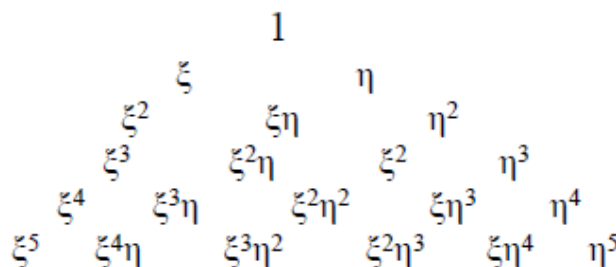 1
ξ η
ξ² ξη η²
ξ³ ξ²η ξ² η³
ξ⁴ ξ³η ξ²η² ξη³ η⁴
ξ⁵ ξ⁴η ξ³η² ξ²η³ ξη⁴ η⁵